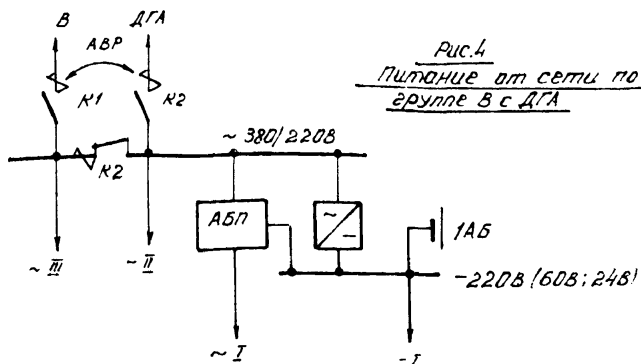 В
ДГА
АВР
К1
К2
К2
Рис.4
Питание от сети по
группе В с ДГА
~ 380/220В
АБП
~
–
1АБ
-220В (60В; 24В)
~ III
~ II
~ I
-I